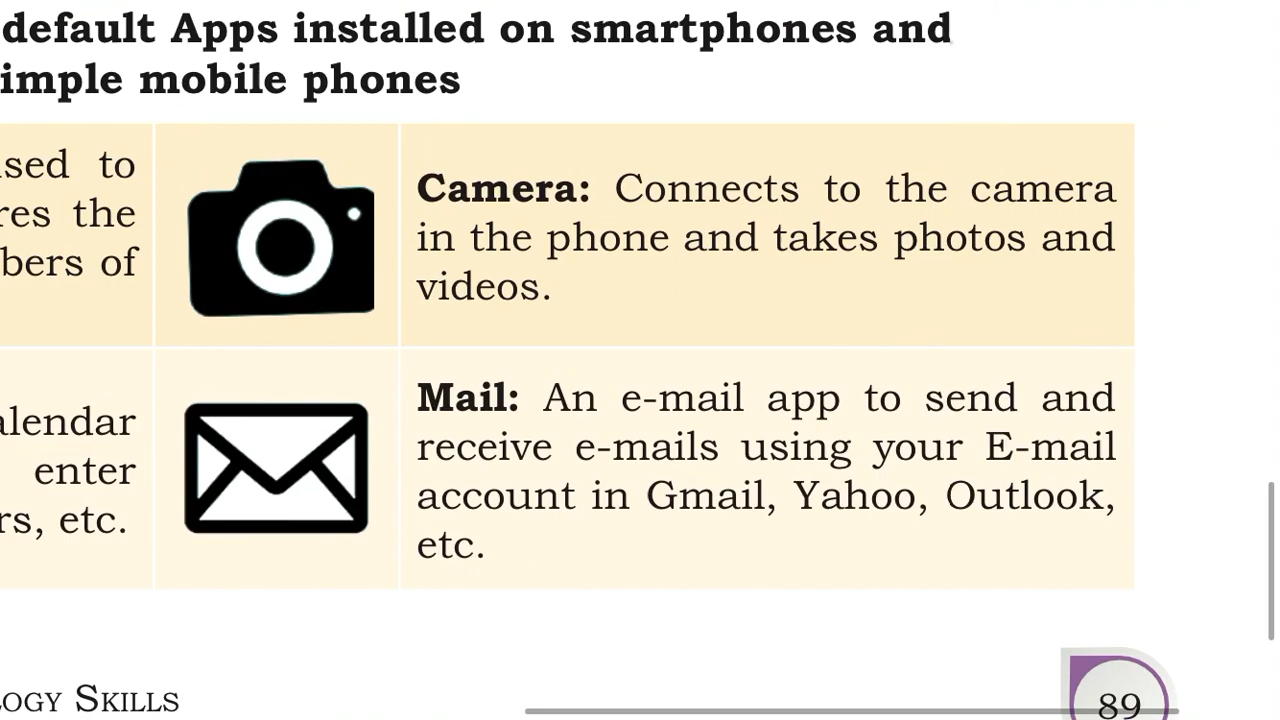 default Apps installed on smartphones and
imple mobile phones
sed to
res the
bers of
Camera: Connects to the camera
in the phone and takes photos and
videos.
alendar
enter
rs, etc.
Mail: An e-mail app to send and
receive e-mails using your E-mail
account in Gmail, Yahoo, Outlook,
etc.
OGY SKILLS
89